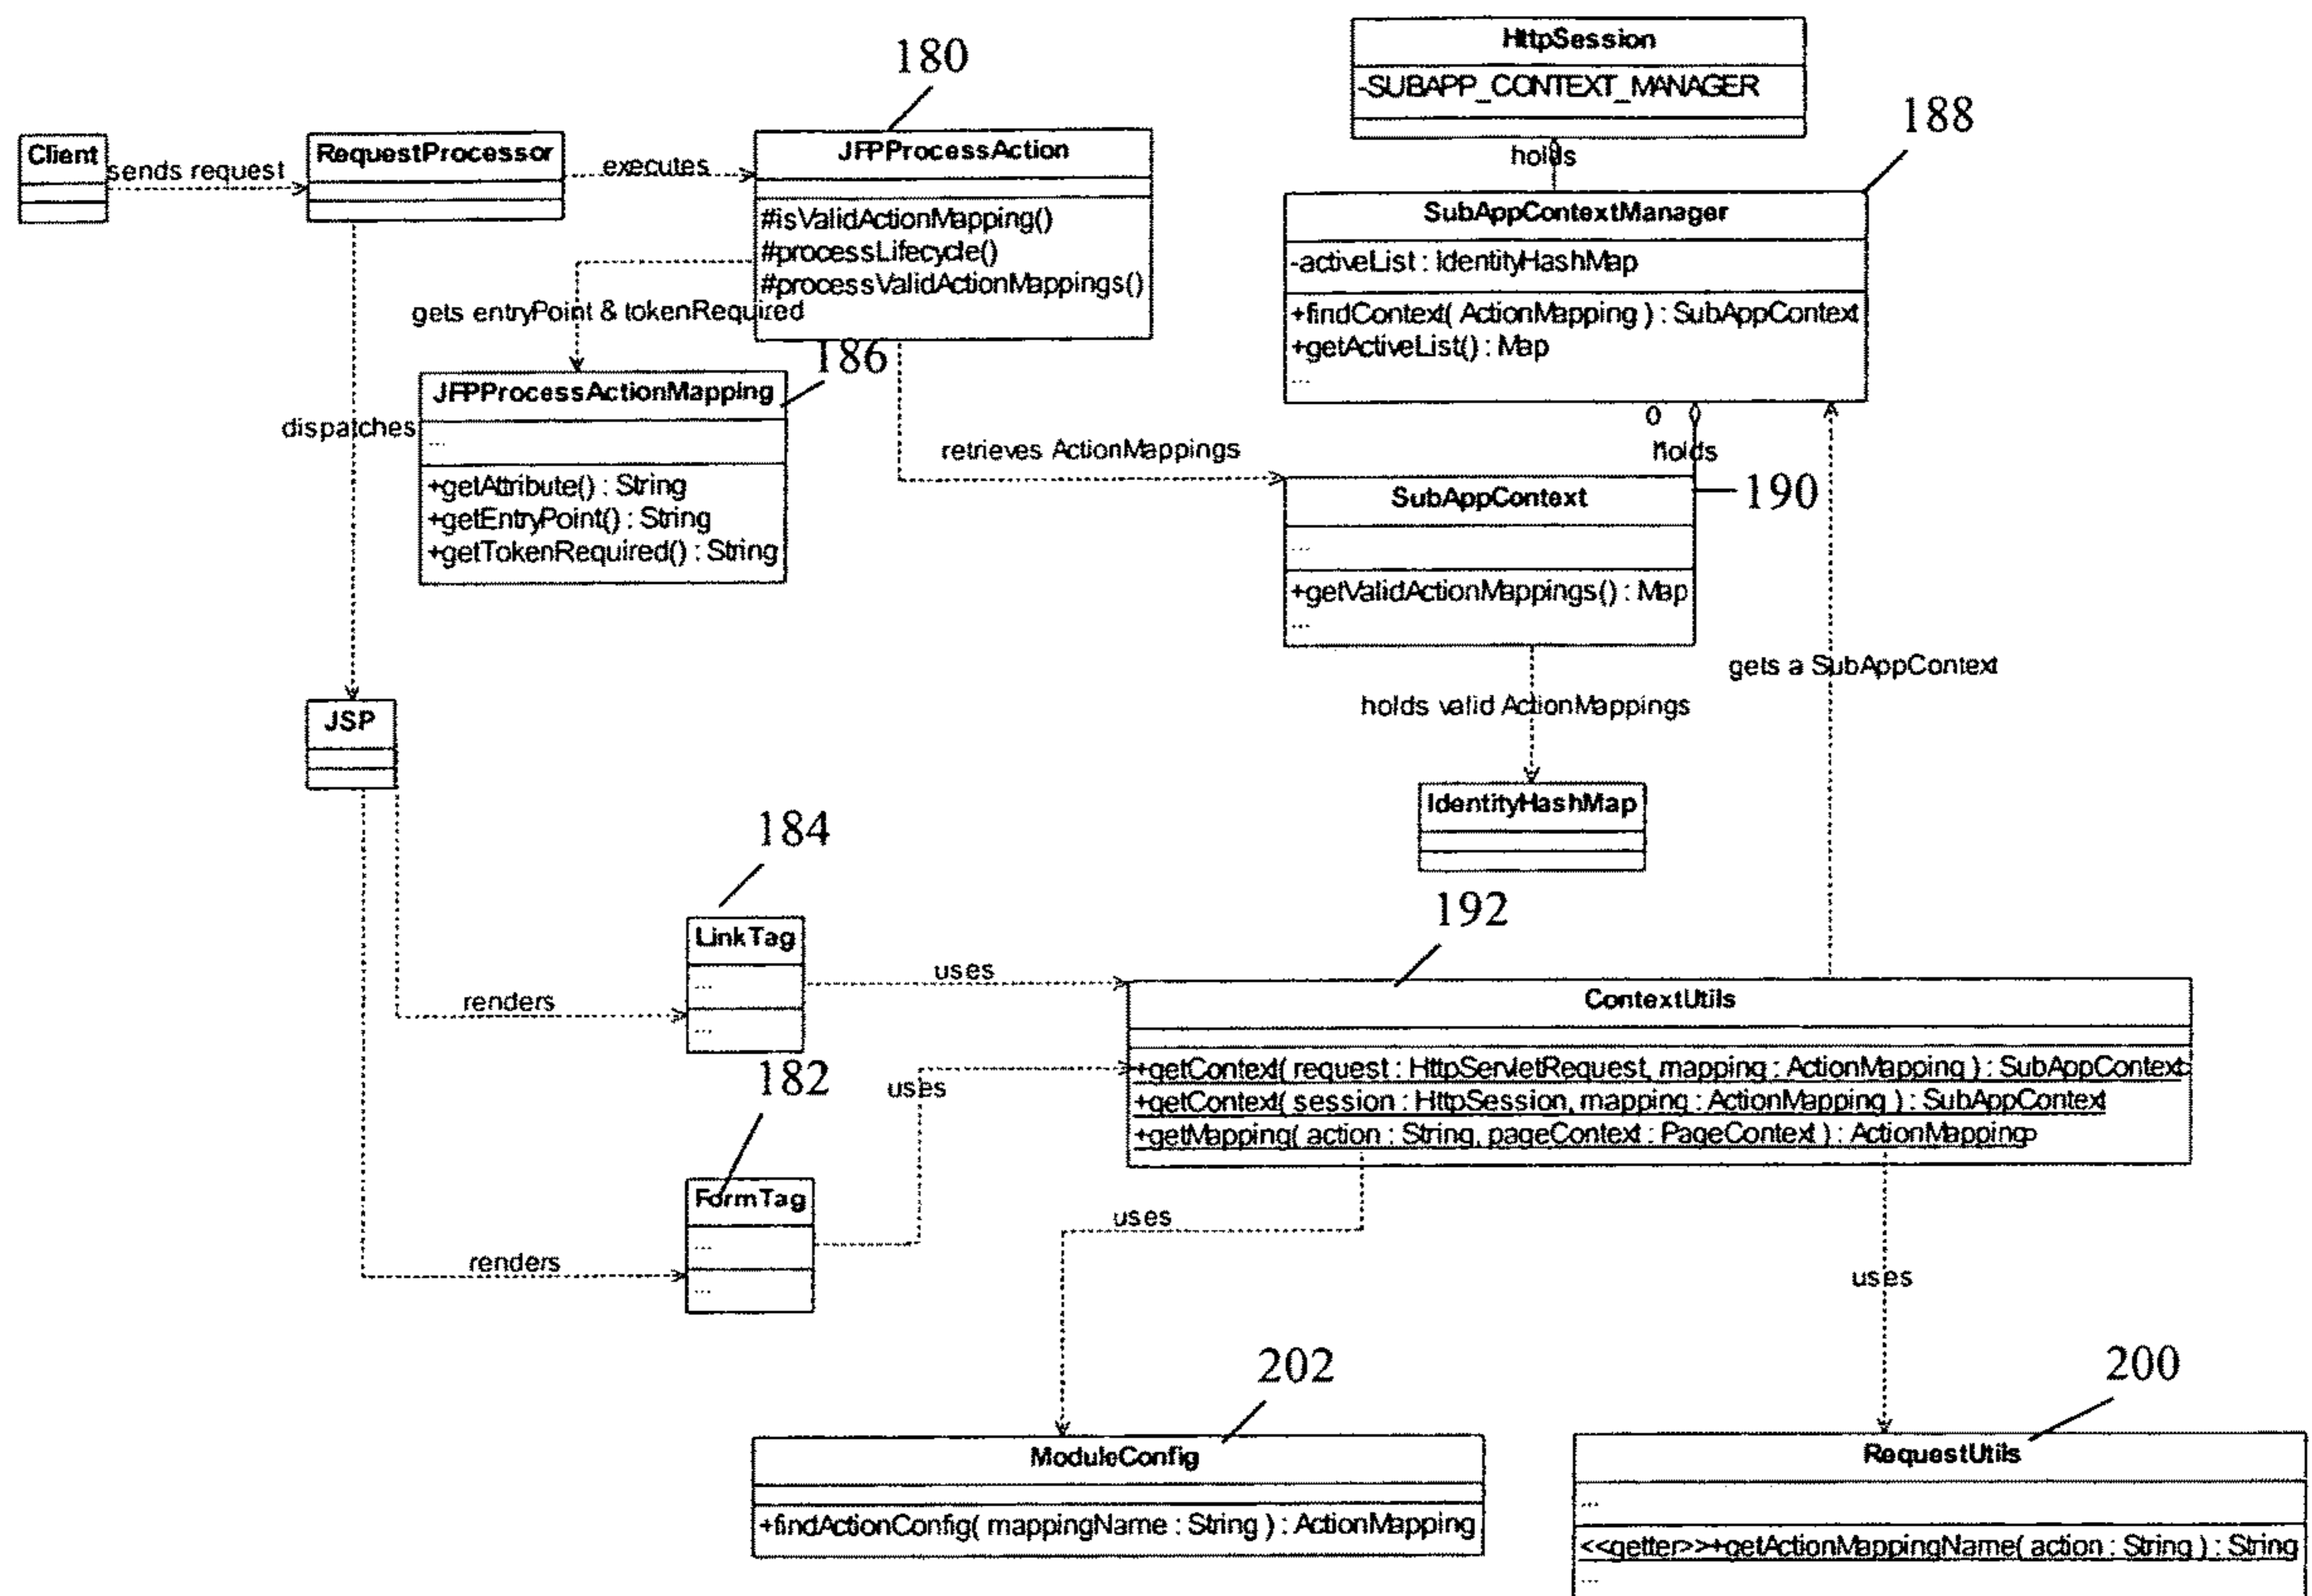 180
HttpSession
-SUBAPP_CONTEXT_MANAGER
188
Client
sends request
RequestProcessor
executes
JFPProcessAction
#isValidActionMapping()
#processLifecycle()
#processValidActionMappings()
holds
SubAppContextManager
-activeList : IdentityHashMap
+findContext( ActionMapping ) : SubAppContext
+getActiveList() : Map
...
gets entryPoint & tokenRequired
186
JFPProcessActionMapping
...
+getAttribute() : String
+getEntryPoint() : String
+getTokenRequired() : String
dispatches
retrieves ActionMappings
0
holds
190
SubAppContext
...
+getValidActionMappings() : Map
...
gets a SubAppContext
holds valid ActionMappings
JSP
IdentityHashMap
184
LinkTag
...
...
renders
uses
192
ContextUtils
+getContext( request : HttpServletRequest, mapping : ActionMapping ) : SubAppContext
+getContext( session : HttpSession, mapping : ActionMapping ) : SubAppContext
+getMapping( action : String, pageContext : PageContext ) : ActionMapping
182
uses
FormTag
...
...
renders
uses
uses
202
ModuleConfig
+findActionConfig( mappingName : String ) : ActionMapping
200
RequestUtils
...
<<getter>>+getActionMappingName( action : String ) : String
...